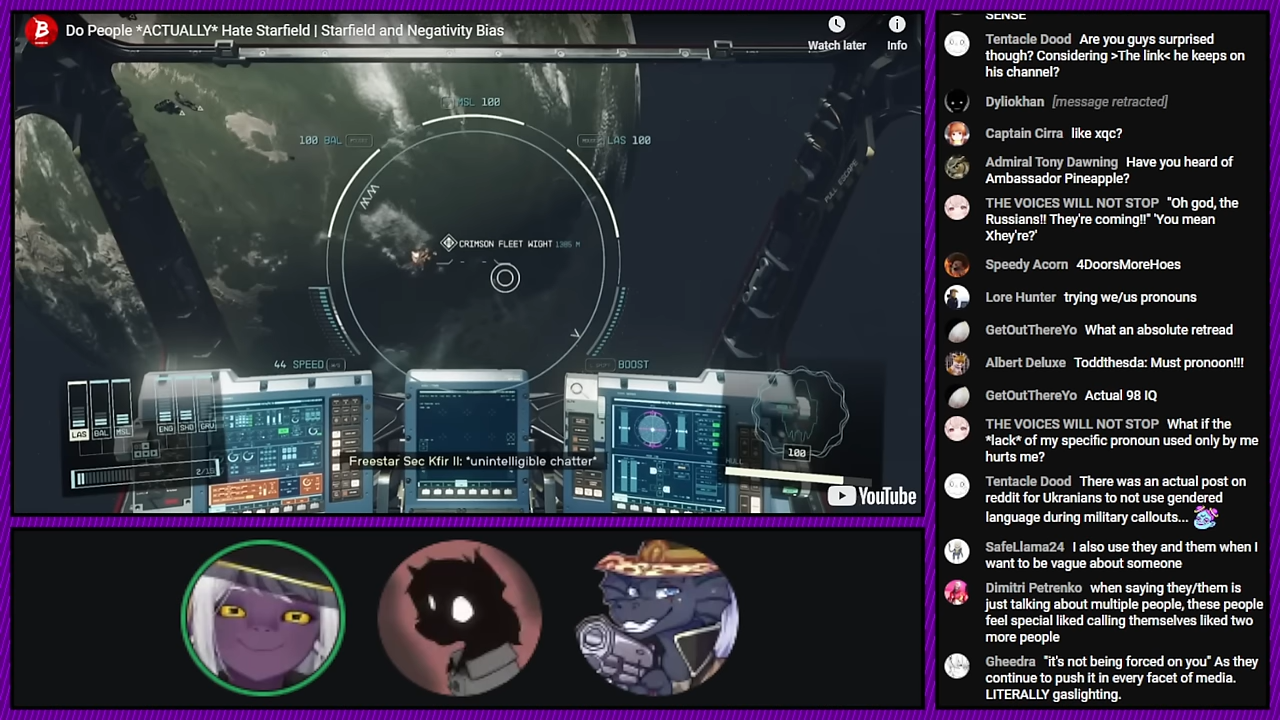 Do People *ACTUALLY* Hate Starfield | Starfield and Negativity Bias
Watch later
Info
MSL 100
100 BAL
LAS 100
CRIMSON FLEET WIGHT 1385 M
44 SPEED
BOOST
LAS BAL MSL
ENG SHD GRV
HULL
100
Freestar Sec Kfir II: *unintelligible chatter*
YouTube
SENSE
Tentacle Dood Are you guys surprised
though? Considering >The link< he keeps on
his channel?
Dyliokhan [message retracted]
Captain Cirra like xqc?
Admiral Tony Dawning Have you heard of
Ambassador Pineapple?
THE VOICES WILL NOT STOP "Oh god, the
Russians!! They're coming!!" 'You mean
Xhey're?'
Speedy Acorn 4DoorsMoreHoes
Lore Hunter trying we/us pronouns
GetOutThereYo What an absolute retread
Albert Deluxe Toddthesda: Must pronoon!!!
GetOutThereYo Actual 98 IQ
THE VOICES WILL NOT STOP What if the
*lack* of my specific pronoun used only by me
hurts me?
Tentacle Dood There was an actual post on
reddit for Ukranians to not use gendered
language during military callouts...
SafeLlama24 I also use they and them when I
want to be vague about someone
Dimitri Petrenko when saying they/them is
just talking about multiple people, these people
feel special liked calling themselves liked two
more people
Gheedra "it's not being forced on you" As they
continue to push it in every facet of media.
LITERALLY gaslighting.